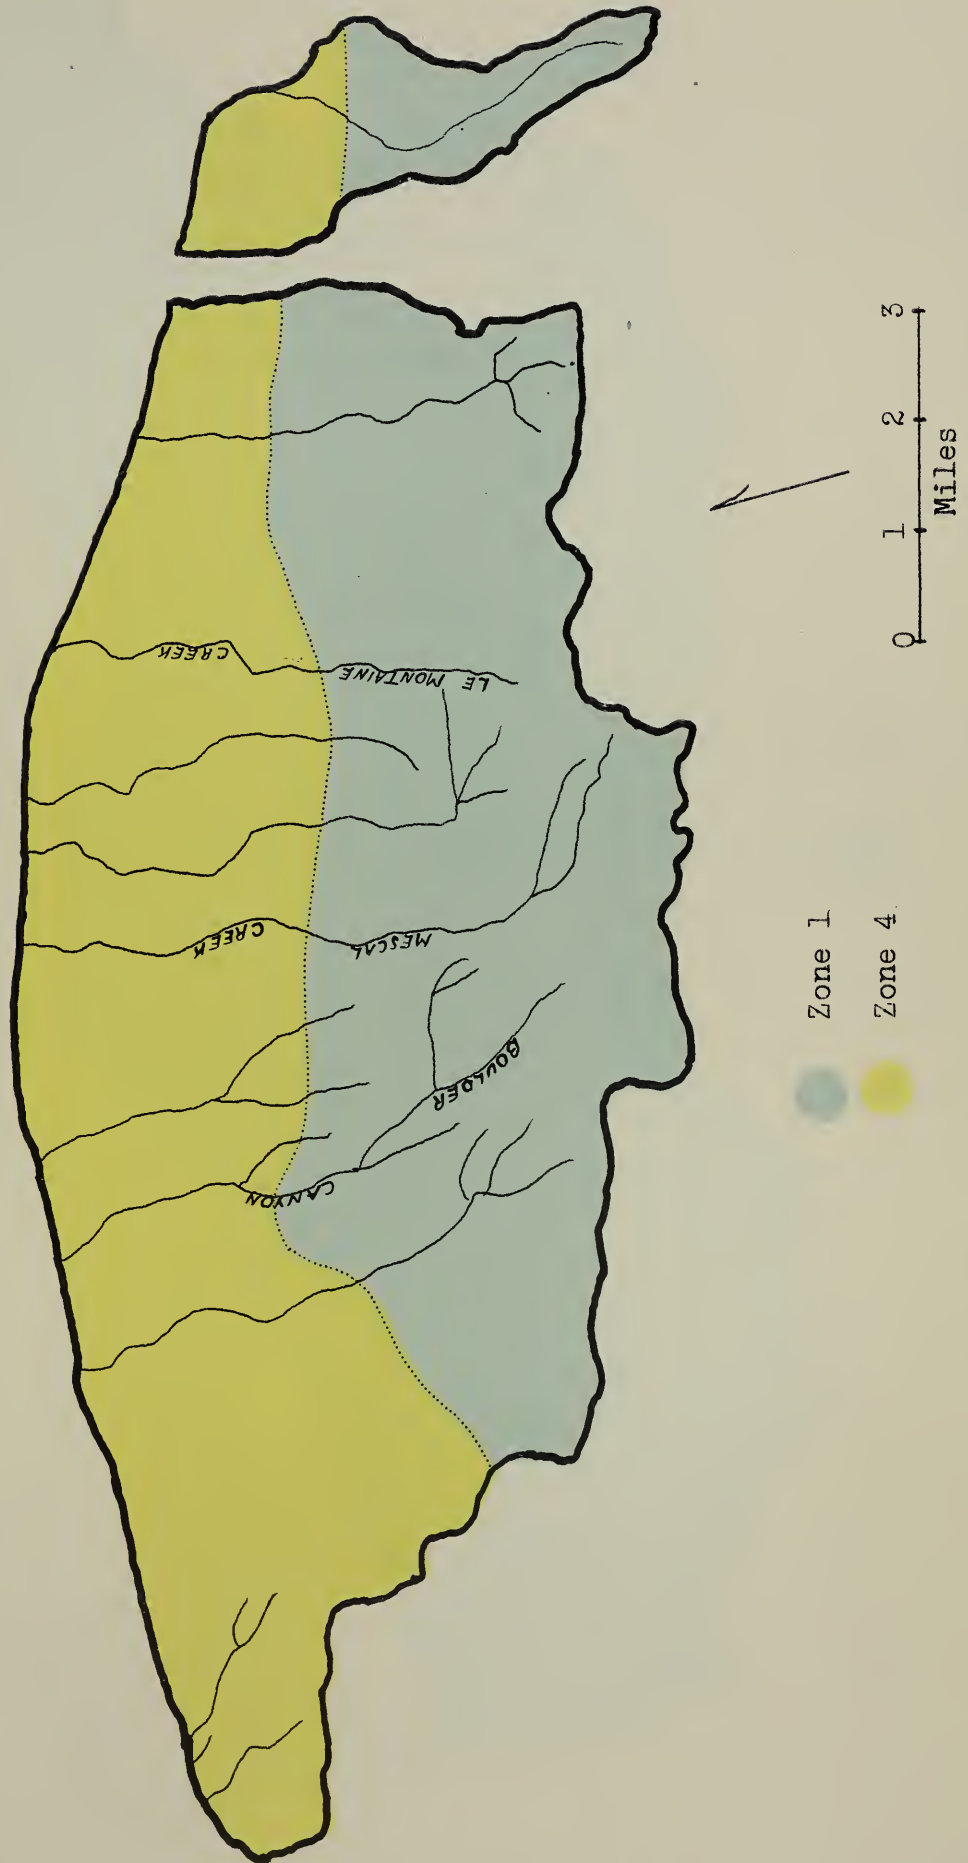 LE MONTAINE CREEK
MESCAL CREEK
BOULDER CANYON
Zone 1
Zone 4
0 1 2 3
Miles